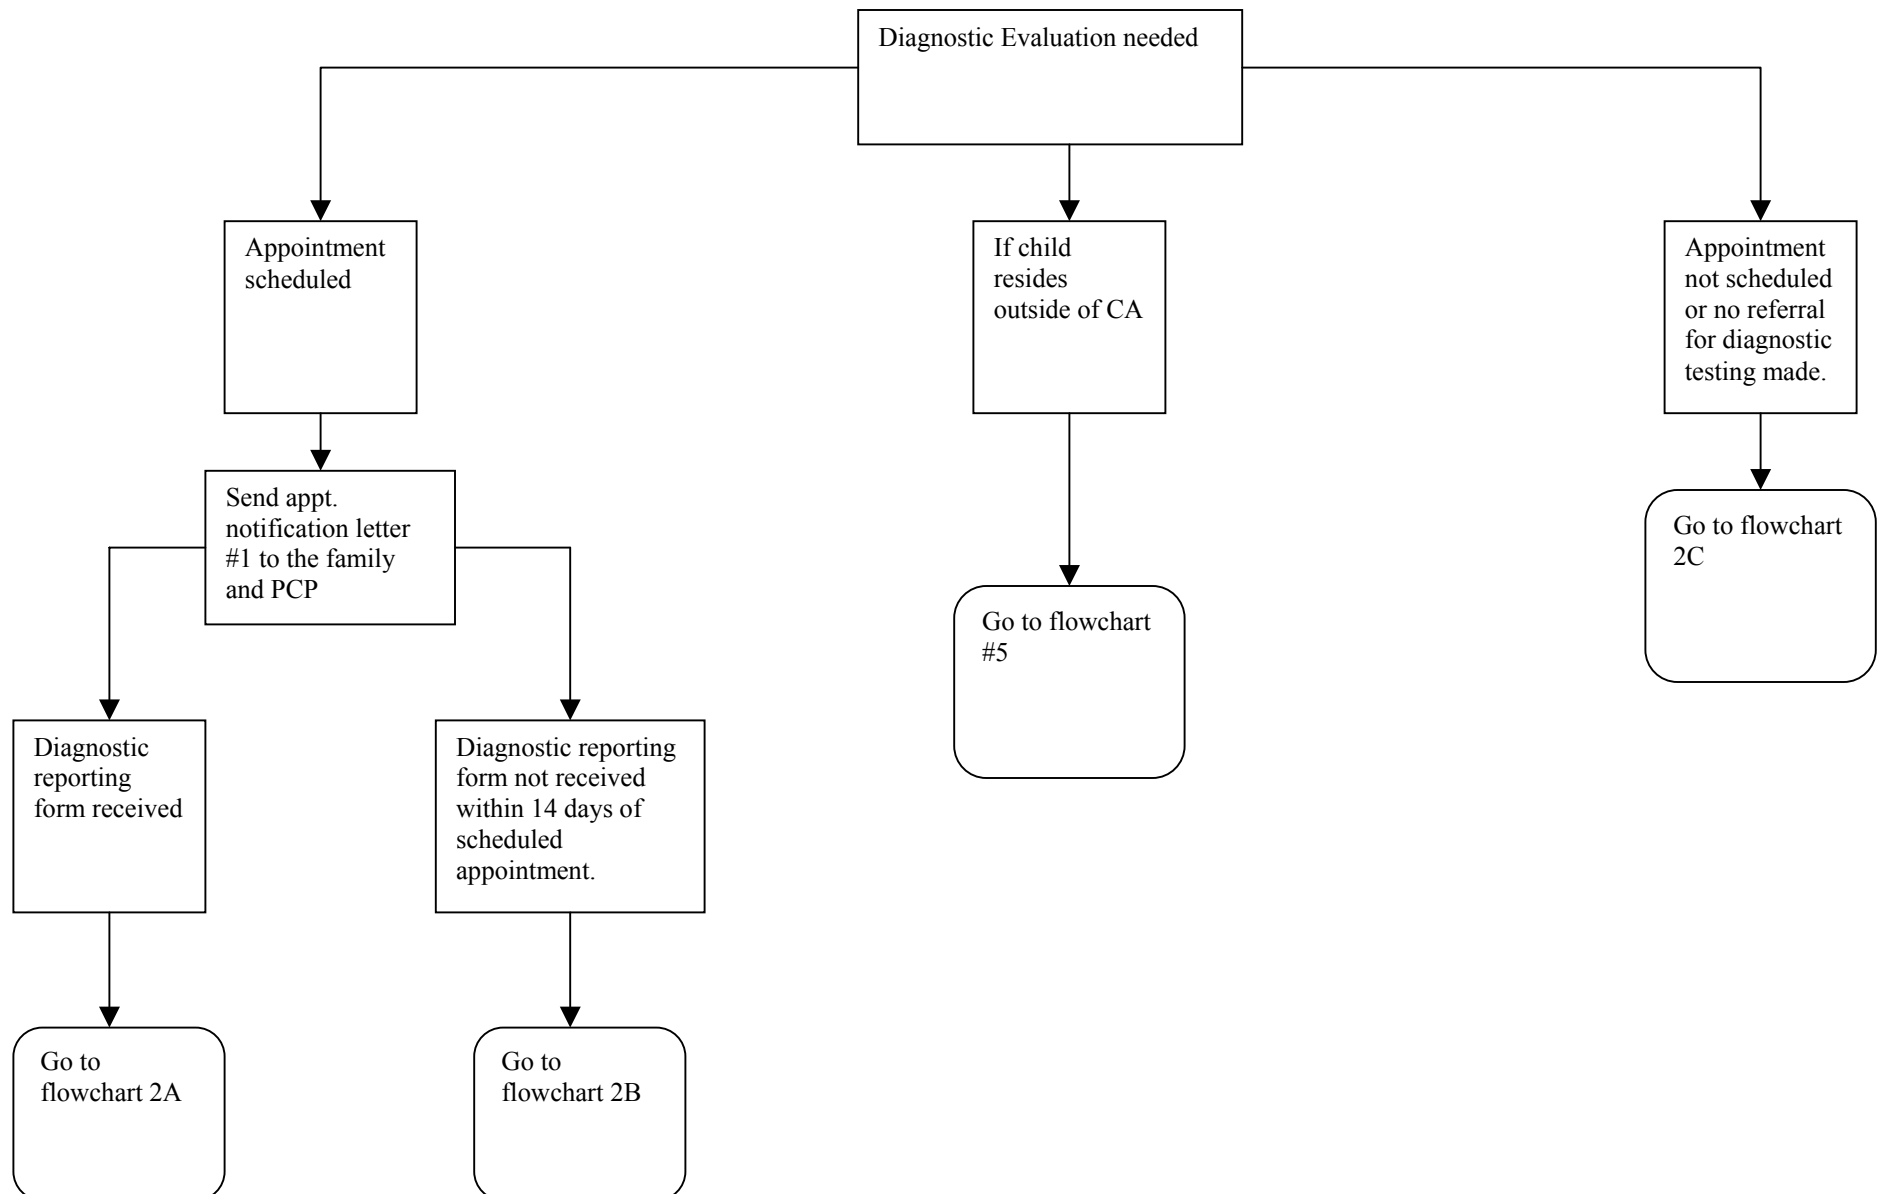 Diagnostic Evaluation needed
Appointment
scheduled
If child
resides
outside of CA
Appointment
not scheduled
or no referral
for diagnostic
testing made.
Send appt.
notification letter
#1 to the family
and PCP
Go to flowchart
2C
Go to flowchart
#5
Diagnostic
reporting
form received
Diagnostic reporting
form not received
within 14 days of
scheduled
appointment.
Go to
flowchart 2A
Go to
flowchart 2B